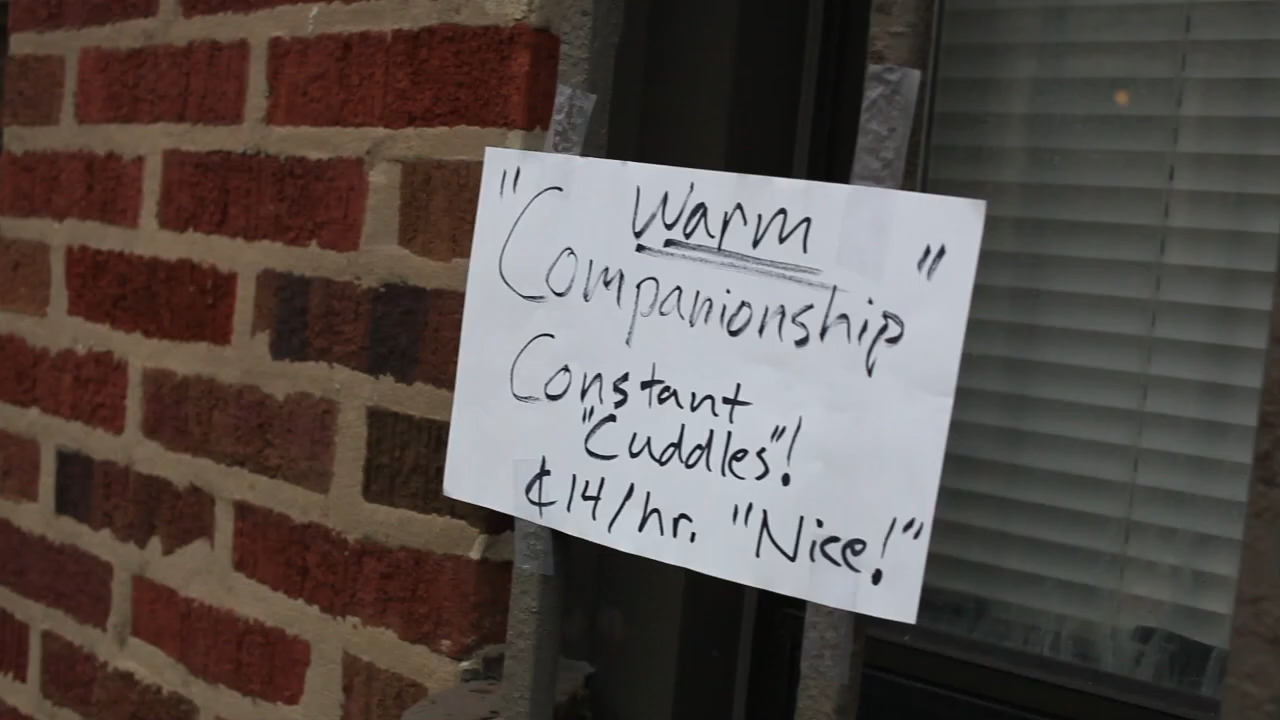 "Warm
Companionship"
Constant
"Cuddles"!
¢14/hr. "Nice!"